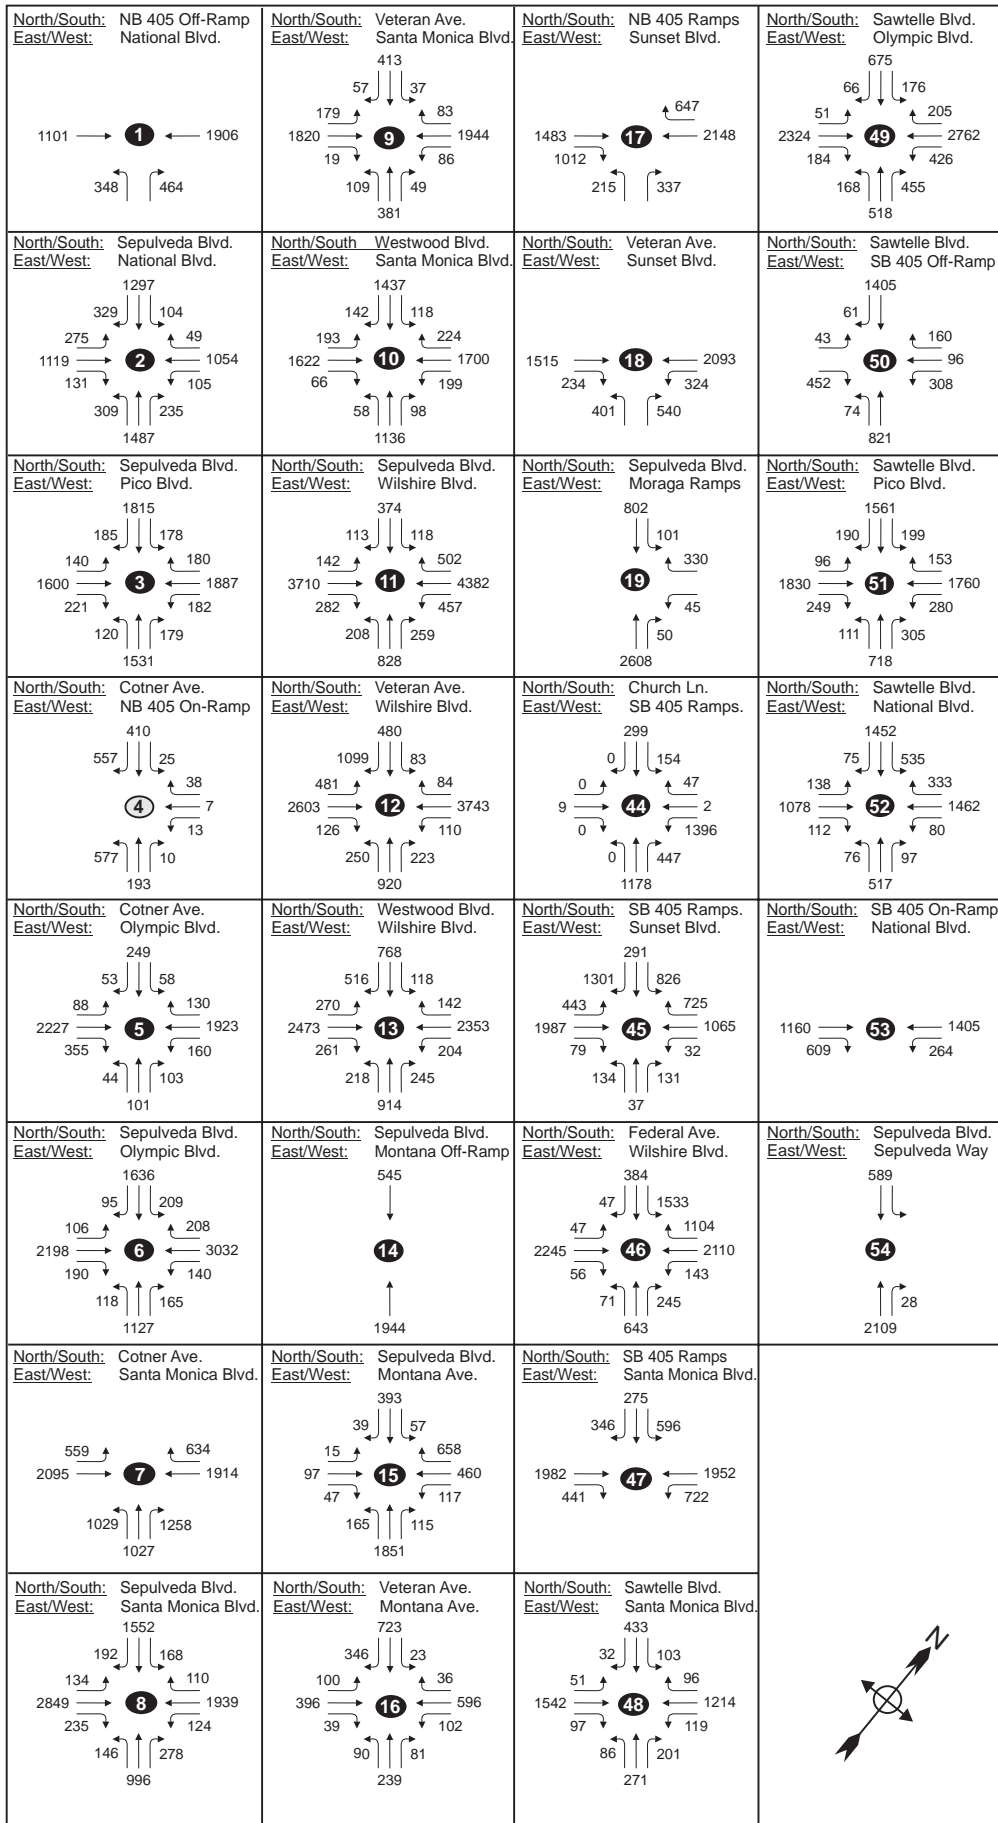 North/South: NB 405 Off-Ramp
East/West: National Blvd.
1101 1 1906
348 464
North/South: Veteran Ave.
East/West: Santa Monica Blvd.
413
57 37
179 83
1820 9 1944
19 86
109 49
381
North/South: NB 405 Ramps
East/West: Sunset Blvd.
647
1483 17 2148
1012
215 337
North/South: Sawtelle Blvd.
East/West: Olympic Blvd.
675
66 176
51 205
2324 49 2762
184 426
168 455
518
North/South: Sepulveda Blvd.
East/West: National Blvd.
1297
329 104
275 49
1119 2 1054
131 105
309 235
1487
North/South Westwood Blvd.
East/West: Santa Monica Blvd.
1437
142 118
193 224
1622 10 1700
66 199
58 98
1136
North/South: Veteran Ave.
East/West: Sunset Blvd.
1515 18 2093
234 324
401 540
North/South: Sawtelle Blvd.
East/West: SB 405 Off-Ramp
1405
61
43 160
50 96
452 308
74
821
North/South: Sepulveda Blvd.
East/West: Pico Blvd.
1815
185 178
140 180
1600 3 1887
221 182
120 179
1531
North/South: Sepulveda Blvd.
East/West: Wilshire Blvd.
374
113 118
142 502
3710 11 4382
282 457
208 259
828
North/South: Sepulveda Blvd.
East/West: Moraga Ramps
802
101
330
19
45
50
2608
North/South: Sawtelle Blvd.
East/West: Pico Blvd.
1561
190 199
96 153
1830 51 1760
249 280
111 305
718
North/South: Cotner Ave.
East/West: NB 405 On-Ramp
410
557 25
38
4 7
13
577 10
193
North/South: Veteran Ave.
East/West: Wilshire Blvd.
480
1099 83
481 84
2603 12 3743
126 110
250 223
920
North/South: Church Ln.
East/West: SB 405 Ramps.
299
0 154
0 47
9 44 2
0 1396
0 447
1178
North/South: Sawtelle Blvd.
East/West: National Blvd.
1452
75 535
138 333
1078 52 1462
112 80
76 97
517
North/South: Cotner Ave.
East/West: Olympic Blvd.
249
53 58
88 130
2227 5 1923
355 160
44 103
101
North/South: Westwood Blvd.
East/West: Wilshire Blvd.
768
516 118
270 142
2473 13 2353
261 204
218 245
914
North/South: SB 405 Ramps.
East/West: Sunset Blvd.
291
1301 826
443 725
1987 45 1065
79 32
134 131
37
North/South: SB 405 On-Ramp
East/West: National Blvd.
1160 53 1405
609 264
North/South: Sepulveda Blvd.
East/West: Olympic Blvd.
1636
95 209
106 208
2198 6 3032
190 140
118 165
1127
North/South: Sepulveda Blvd.
East/West: Montana Off-Ramp
545
14
1944
North/South: Federal Ave.
East/West: Wilshire Blvd.
384
47 1533
47 1104
2245 46 2110
56 143
71 245
643
North/South: Sepulveda Blvd.
East/West: Sepulveda Way
589
54
28
2109
North/South: Cotner Ave.
East/West: Santa Monica Blvd.
559 634
2095 7 1914
1029 1258
1027
North/South: Sepulveda Blvd.
East/West: Montana Ave.
393
39 57
15 658
97 15 460
47 117
165 115
1851
North/South: SB 405 Ramps
East/West: Santa Monica Blvd.
275
346 596
1982 47 1952
441 722
North/South: Sepulveda Blvd.
East/West: Santa Monica Blvd.
1552
192 168
134 110
2849 8 1939
235 124
146 278
996
North/South: Veteran Ave.
East/West: Montana Ave.
723
346 23
100 36
396 16 596
39 102
90 81
239
North/South: Sawtelle Blvd.
East/West: Santa Monica Blvd.
433
32 103
51 96
1542 48 1214
97 119
86 201
271
N